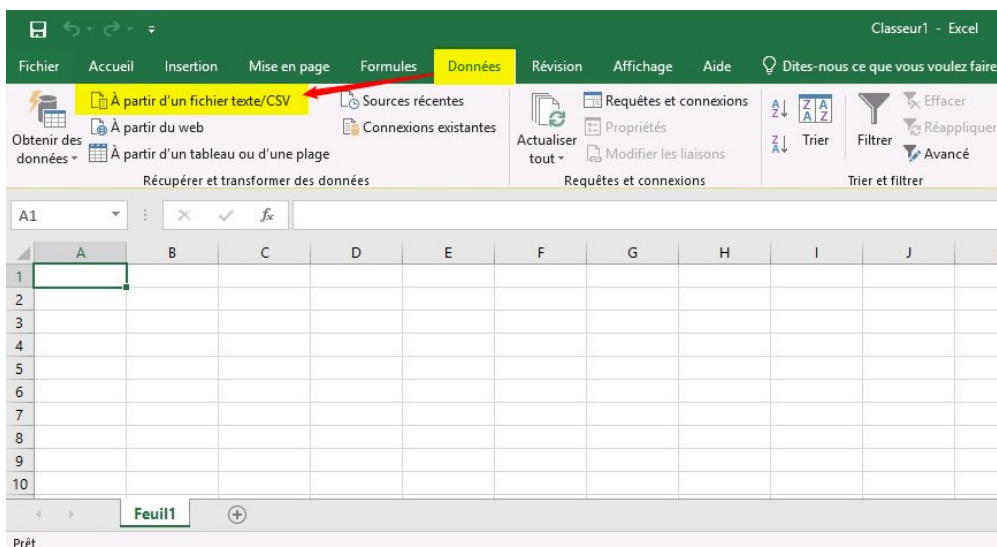 Classeur1 - Excel
Fichier Accueil Insertion Mise en page Formules Données Révision Affichage Aide Dites-nous ce que vous voulez faire
À partir d'un fichier texte/CSV
À partir du web
À partir d'un tableau ou d'une plage
Obtenir des
données
Sources récentes
Connexions existantes
Récupérer et transformer des données
Actualiser
tout
Requêtes et connexions
Propriétés
Modifier les liaisons
Requêtes et connexions
Trier
Filtrer
Effacer
Réappliquer
Avancé
Trier et filtrer
A1 fx
A B C D E F G H I J
1
2
3
4
5
6
7
8
9
10
Feuil1
Prêt